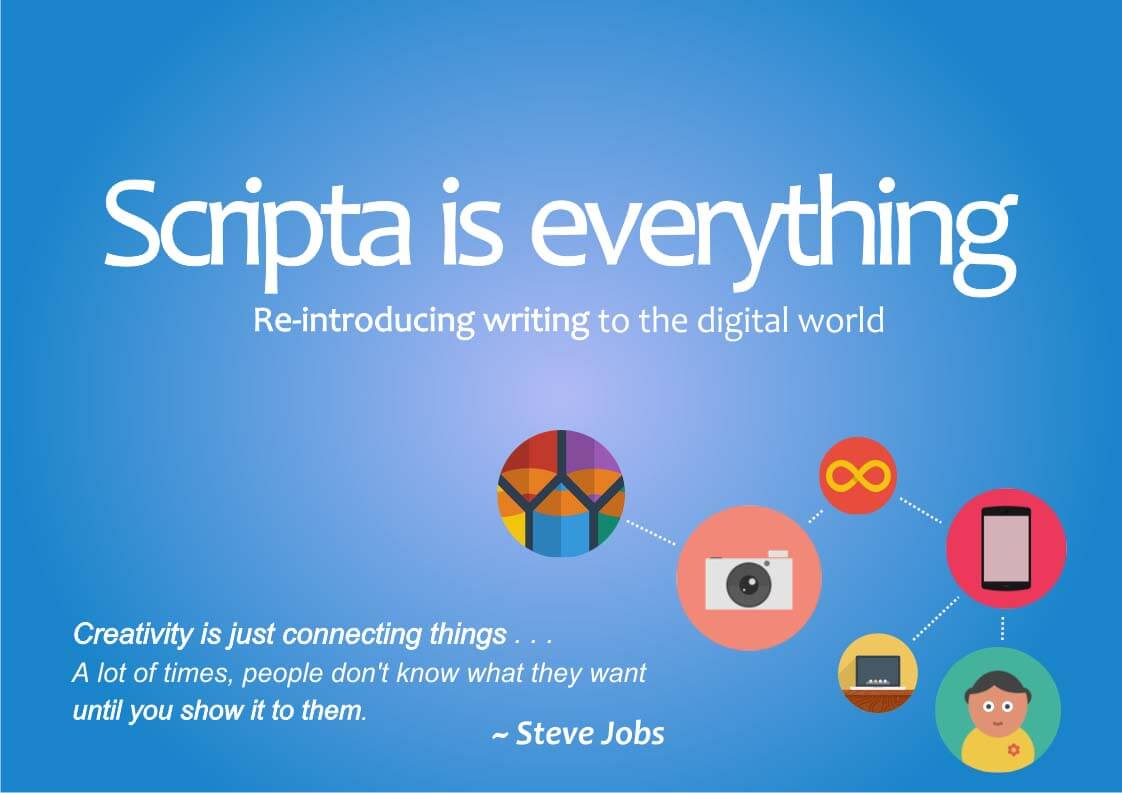 Scripta is everything
Re-introducing writing to the digital world
Creativity is just connecting things . . .
A lot of times, people don't know what they want
until you show it to them.
~ Steve Jobs